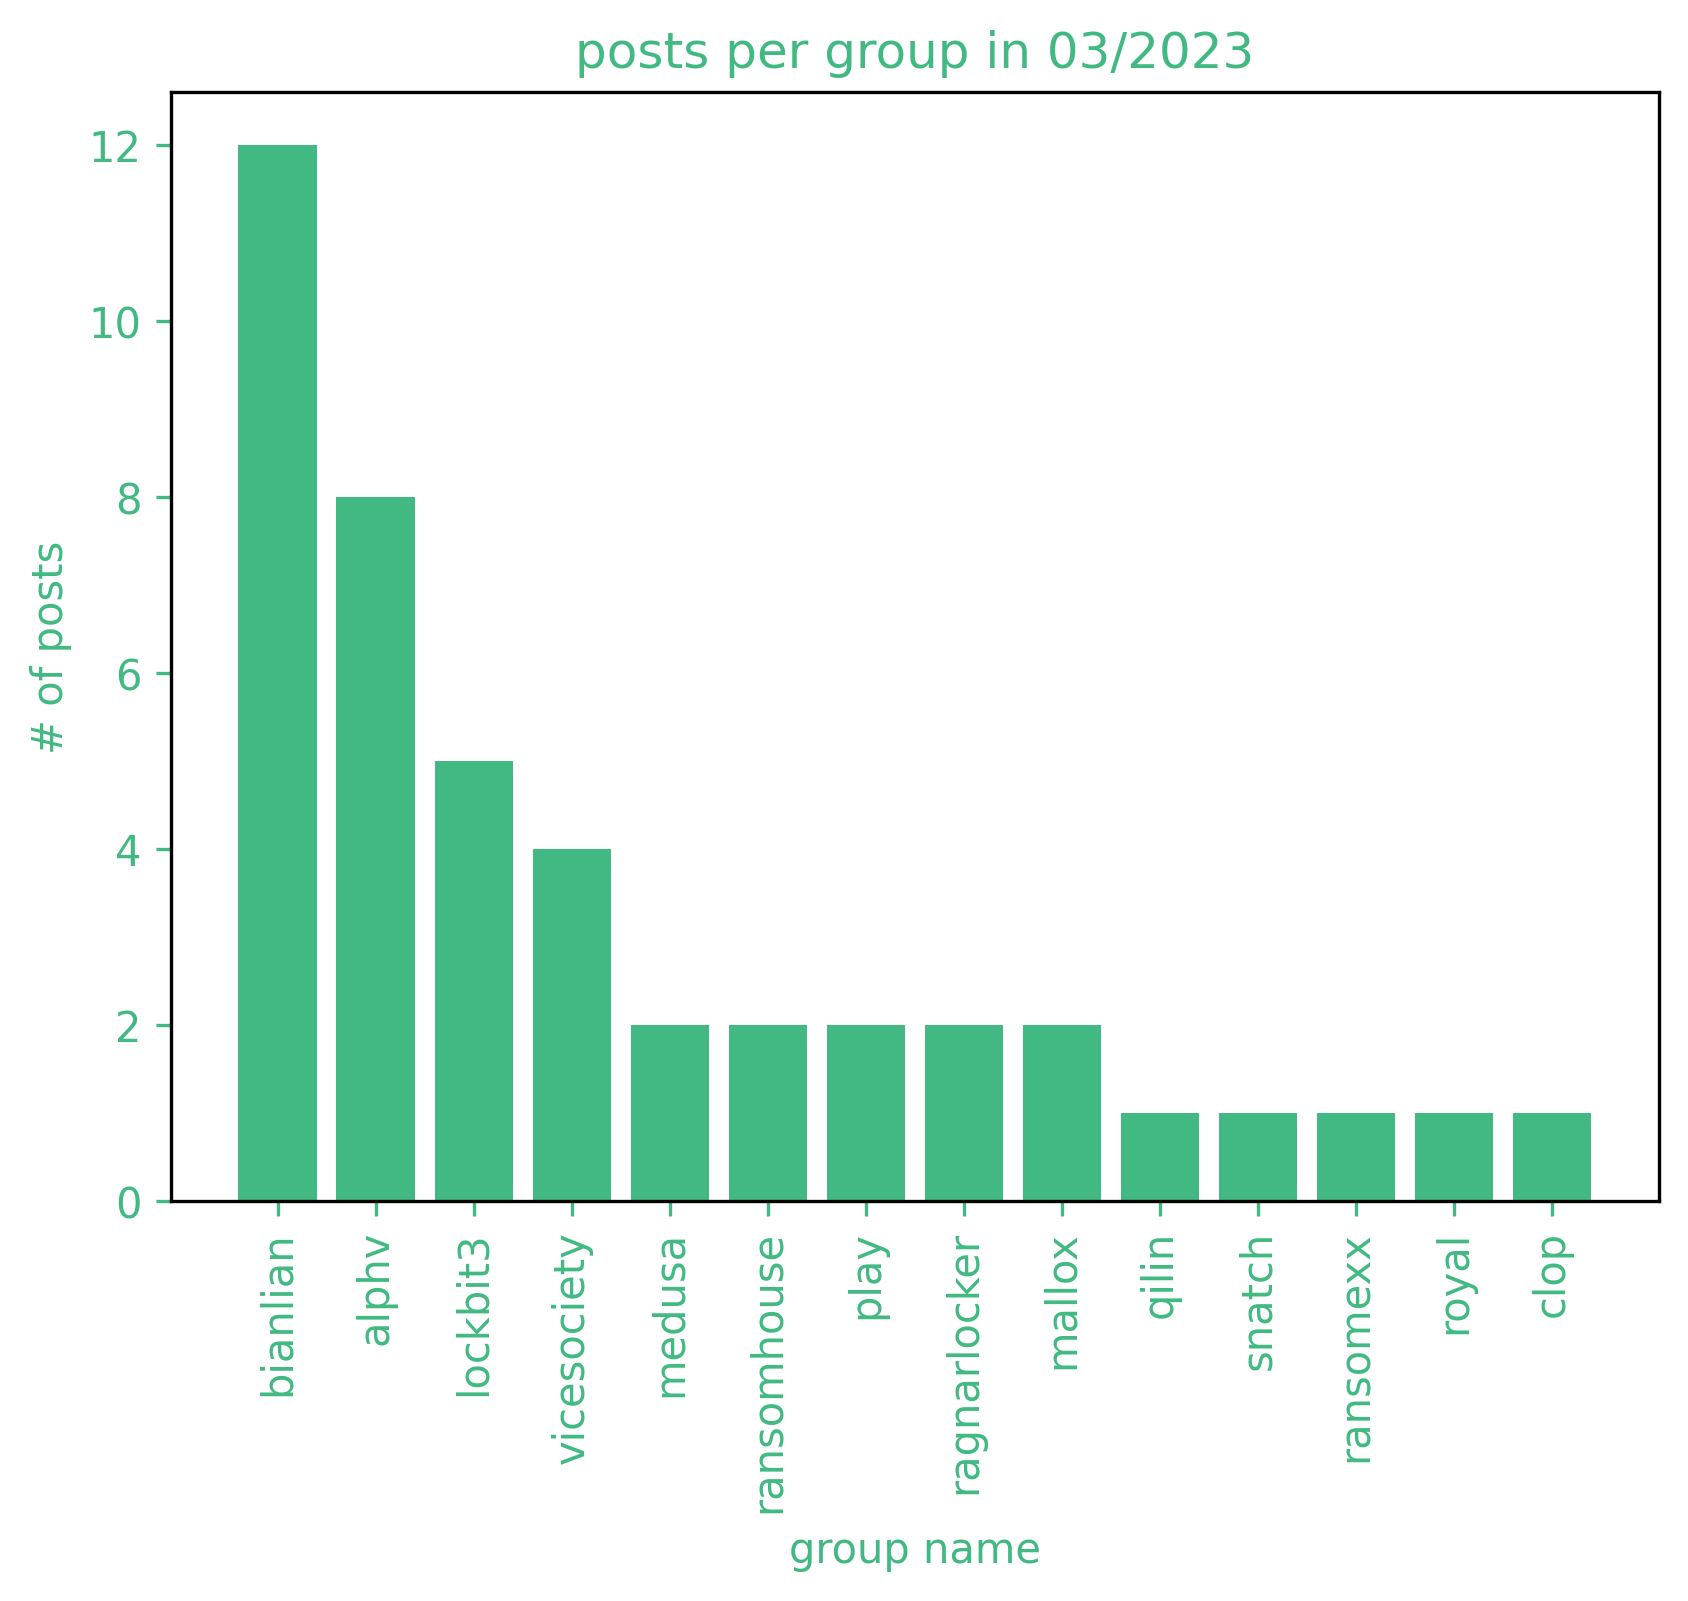 posts per group in 03/2023
12
10
8
6
4
2
0
# of posts
bianlian
alphv
lockbit3
vicesociety
medusa
ransomhouse
play
ragnarlocker
mallox
qilin
snatch
ransomexx
royal
clop
group name